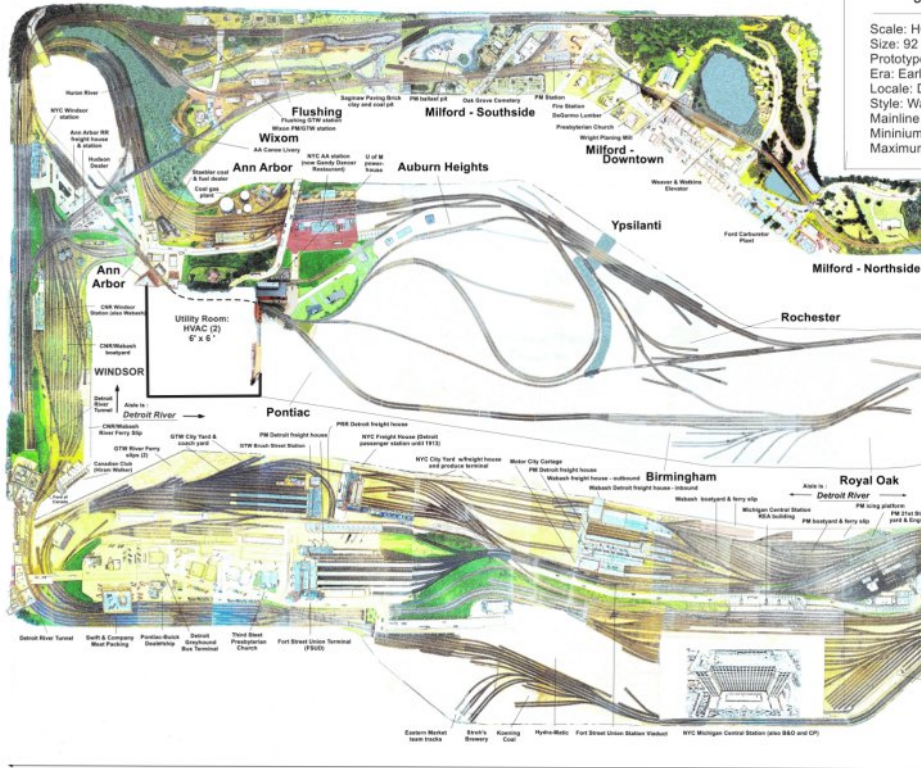 Scale: H
Size: 92
Prototype
Era: Earl
Locale: D
Style: Wa
Mainline
Mininium
Maximum
Huron River
NYC Windsor
station
Ann Arbor RR
freight house
& station
Hudson
Dealer
Flushing
Flushing GTW station
Wixom PM/GTW station
Saginaw Paving Brick
clay and coal pit
PM ballast pit
Oak Grove Cemetery
Milford - Southside
PM Station
Fire Station
DeGarmo Lumber
Presbyterian Church
Wright Planing Mill
Milford -
Downtown
Wixom
AA Canoe Livery
Staebler coal
& fuel dealer
Coal gas
plant
Ann Arbor
NYC AA station
(now Gandy Dancer
Restaurant)
U of M
power-
house
Auburn Heights
Weaver & Watkins
Elevator
Ford Carburetor
Plant
Milford - Northside
Ypsilanti
Rochester
Ann
Arbor
Utility Room:
HVAC (2)
6' x 6'
CNR Windsor
Station (also Wabash)
CNR/Wabash
boatyard
WINDSOR
Detroit
River
Tunnel
Aisle is :
Detroit River
CNR/Wabash
River Ferry Slip
GTW River Ferry
slips (2)
Canadian Club
(Hiram Walker)
Pontiac
GTW City Yard &
coach yard
PM Detroit freight house
GTW Brush Street Station
PRR Detroit freight house
NYC Freight House (Detroit
passenger station until 1913)
NYC City Yard w/freight house
and produce terminal
Motor City Cartage
PM Detroit freight house
Wabash freight house - outbound
Wabash Detroit freight house - inbound
Birmingham
Wabash boatyard & ferry slip
Michigan Central Station
REA building
PM boatyard & ferry slip
Royal Oak
Aisle is :
Detroit River
PM icing platform
PM 21st St
yard & Eng
Detroit River Tunnel
Swift & Company
Meat Packing
Pontiac-Buick
Dealership
Detroit
Greyhound
Bus Terminal
Third Steet
Presbyterian
Church
Fort Street Union Terminal
(FSUD)
Eastern Market
team tracks
Stroh's
Brewery
Koening
Coal
Hydra-Matic
Fort Street Union Station Viaduct
NYC Michigan Central Station (also B&O and CP)